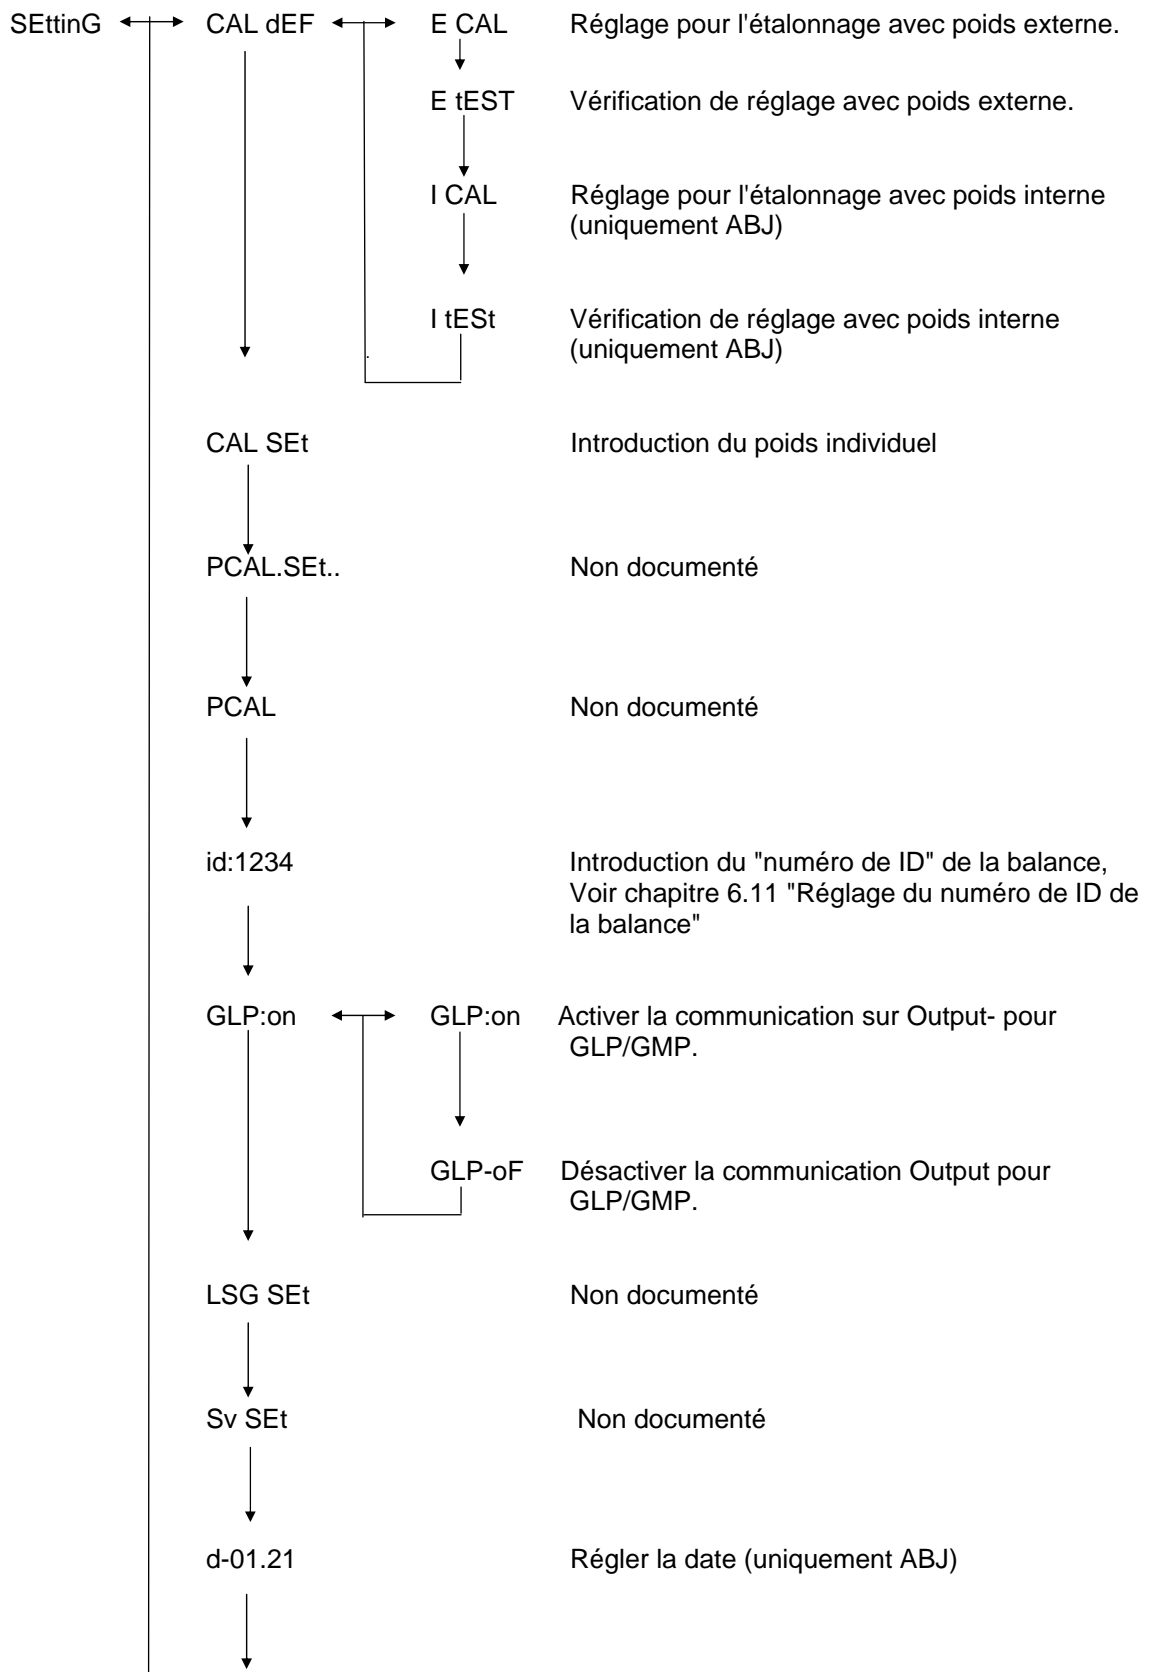 SEttinG CAL dEF E CAL Réglage pour l'étalonnage avec poids externe.
E tEST Vérification de réglage avec poids externe.
I CAL Réglage pour l'étalonnage avec poids interne
(uniquement ABJ)
I tESt Vérification de réglage avec poids interne
(uniquement ABJ)
CAL SEt Introduction du poids individuel
PCAL.SEt.. Non documenté
PCAL Non documenté
id:1234 Introduction du "numéro de ID" de la balance,
Voir chapitre 6.11 "Réglage du numéro de ID de
la balance"
GLP:on GLP:on Activer la communication sur Output- pour
GLP/GMP.
GLP-oF Désactiver la communication Output pour
GLP/GMP.
LSG SEt Non documenté
Sv SEt Non documenté
d-01.21 Régler la date (uniquement ABJ)